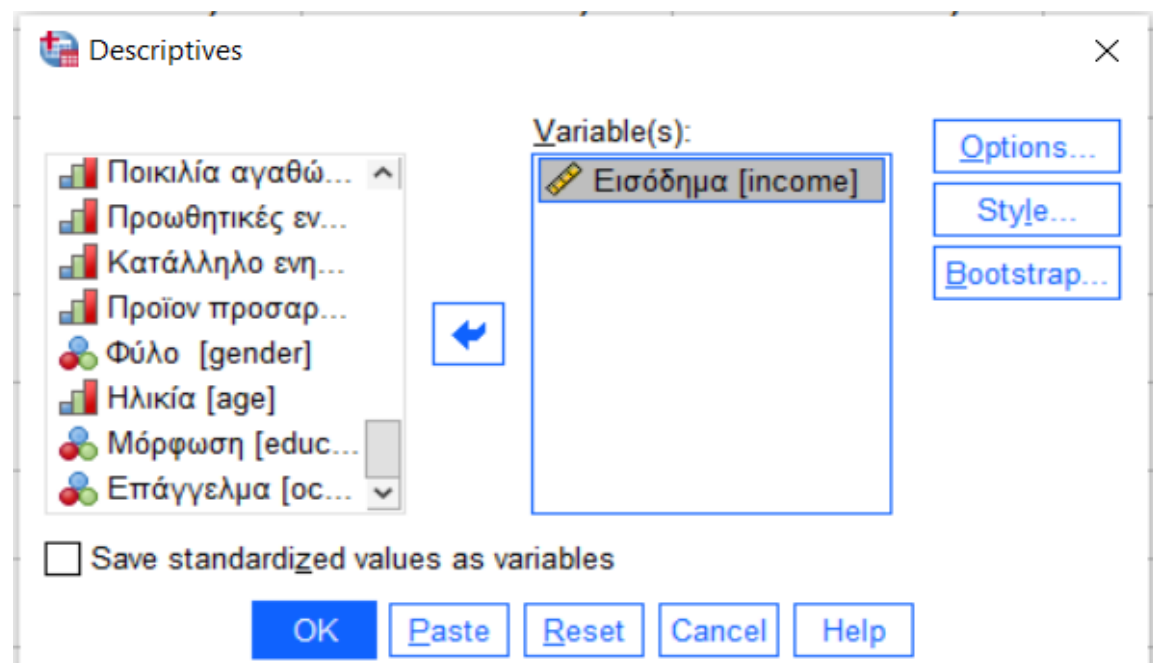 Descriptives
Variable(s):
Ποικιλία αγαθώ...
Προωθητικές εν...
Κατάλληλο ενη...
Προϊον προσαρ...
Φύλο [gender]
Ηλικία [age]
Μόρφωση [educ...
Επάγγελμα [oc...
Εισόδημα [income]
Options...
Style...
Bootstrap...
Save standardized values as variables
OK Paste Reset Cancel Help